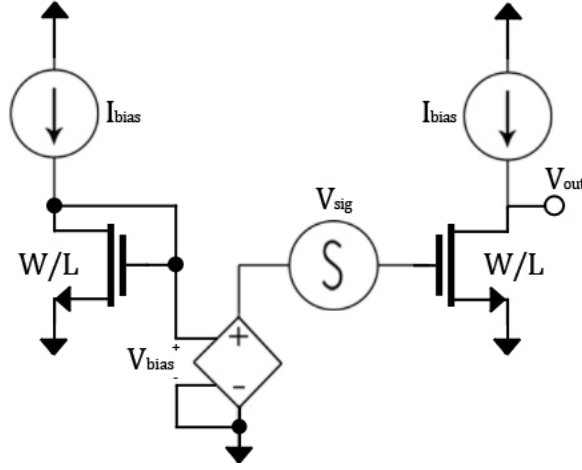 Ibias
Ibias
Vout
Vsig
W/L
W/L
Vbias
+
-
+
-